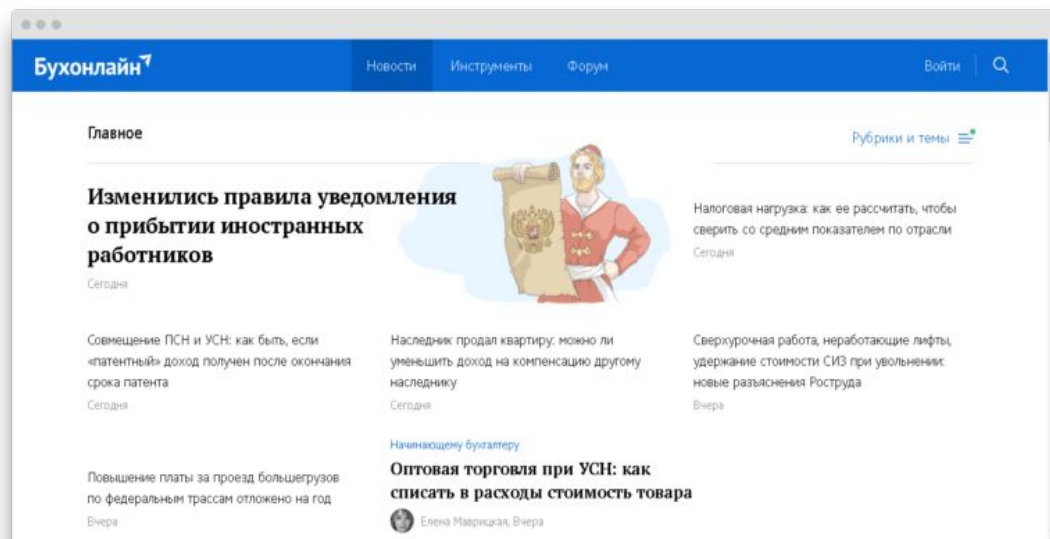 Бухонлайн
Новости
Инструменты
Форум
Войти
Главное
Рубрики и темы
Изменились правила уведомления
о прибытии иностранных
работников
Сегодня
Налоговая нагрузка: как ее рассчитать, чтобы
сверить со средним показателем по отрасли
Сегодня
Совмещение ПСН и УСН: как быть, если
«патентный» доход получен после окончания
срока патента
Сегодня
Наследник продал квартиру: можно ли
уменьшить доход на компенсацию другому
наследнику
Сегодня
Сверхурочная работа, неработающие лифты,
удержание стоимости СИЗ при увольнении:
новые разъяснения Роструда
Вчера
Повышение платы за проезд большегрузов
по федеральным трассам отложено на год
Вчера
Начинающему бухгалтеру
Оптовая торговля при УСН: как
списать в расходы стоимость товара
Елена Маврицкая, Вчера